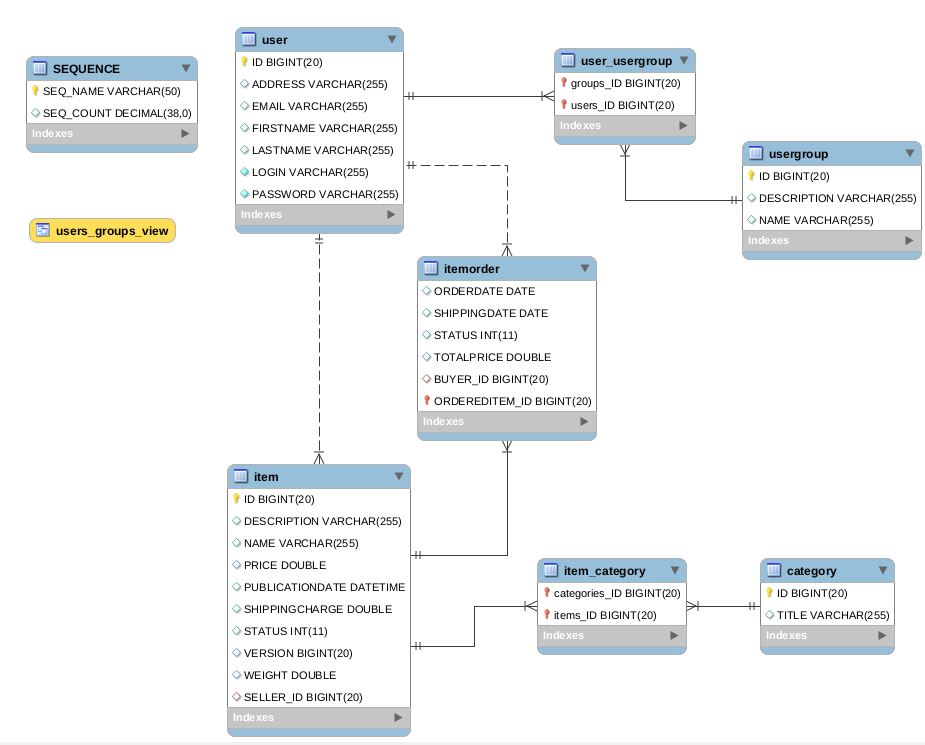 user
ID BIGINT(20)
ADDRESS VARCHAR(255)
EMAIL VARCHAR(255)
FIRSTNAME VARCHAR(255)
LASTNAME VARCHAR(255)
LOGIN VARCHAR(255)
PASSWORD VARCHAR(255)
Indexes
SEQUENCE
SEQ_NAME VARCHAR(50)
SEQ_COUNT DECIMAL(38,0)
Indexes
user_usergroup
groups_ID BIGINT(20)
users_ID BIGINT(20)
Indexes
usergroup
ID BIGINT(20)
DESCRIPTION VARCHAR(255)
NAME VARCHAR(255)
Indexes
users_groups_view
itemorder
ORDERDATE DATE
SHIPPINGDATE DATE
STATUS INT(11)
TOTALPRICE DOUBLE
BUYER_ID BIGINT(20)
ORDEREDITEM_ID BIGINT(20)
Indexes
item
ID BIGINT(20)
DESCRIPTION VARCHAR(255)
NAME VARCHAR(255)
PRICE DOUBLE
PUBLICATIONDATE DATETIME
SHIPPINGCHARGE DOUBLE
STATUS INT(11)
VERSION BIGINT(20)
WEIGHT DOUBLE
SELLER_ID BIGINT(20)
Indexes
item_category
categories_ID BIGINT(20)
items_ID BIGINT(20)
Indexes
category
ID BIGINT(20)
TITLE VARCHAR(255)
Indexes